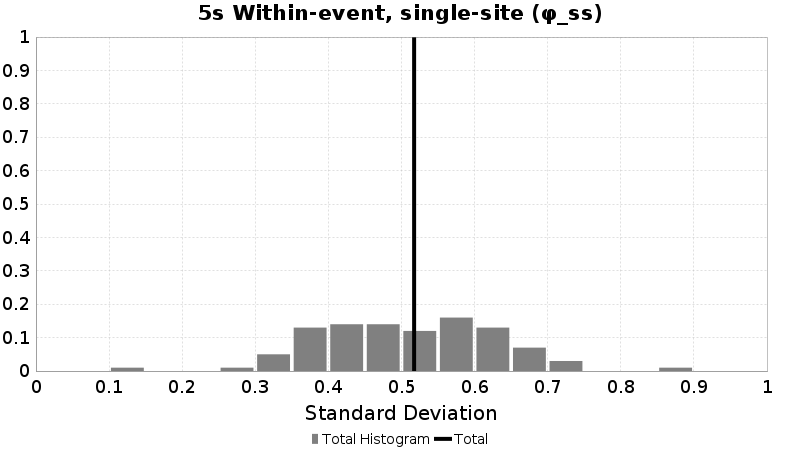 5s Within-event, single-site (φ_ss)
1
0.9
0.8
0.7
0.6
0.5
0.4
0.3
0.2
0.1
0
0 0.1 0.2 0.3 0.4 0.5 0.6 0.7 0.8 0.9 1
Standard Deviation
Total Histogram Total